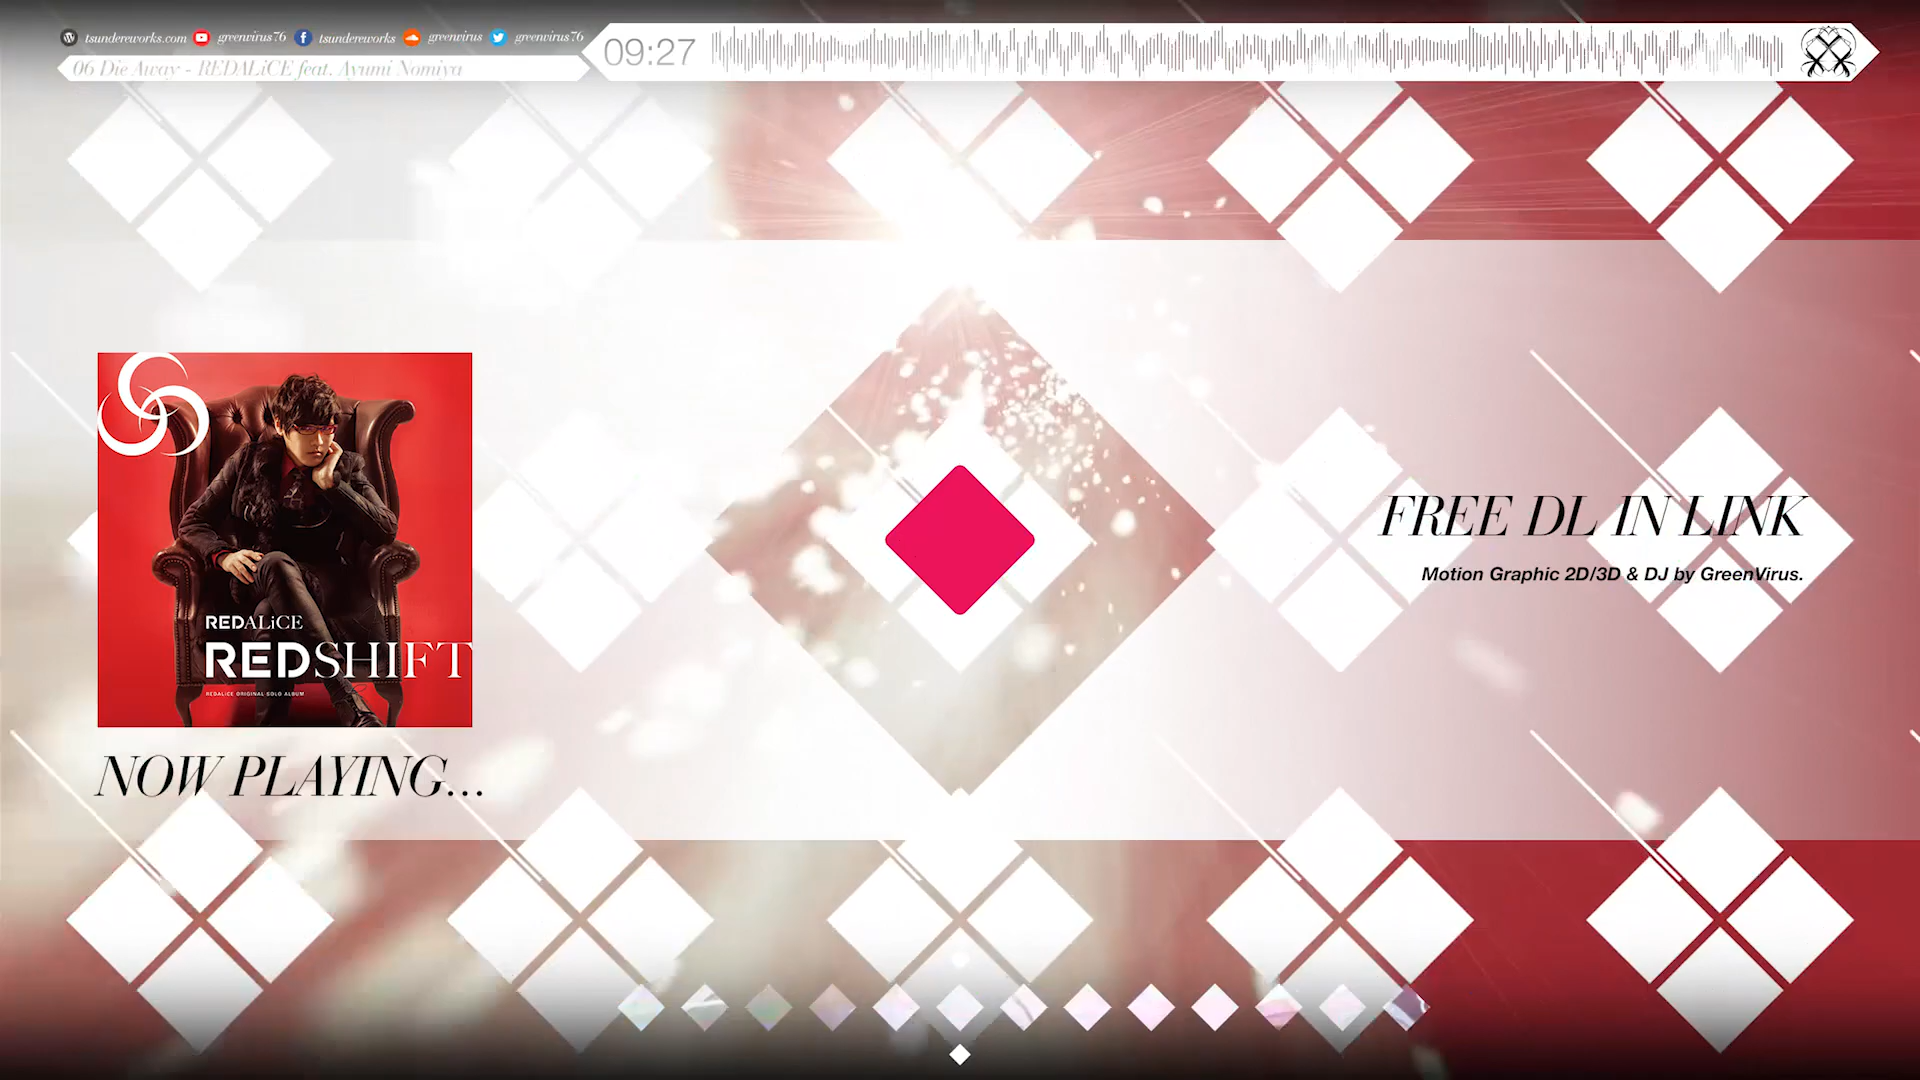 tsundereworks.com greenvirus76 tsundereworks greenvirus greenvirus76
06 Die Away - REDALiCE feat. Ayumi Nomiya
09:27
REDALiCE
REDSHIFT
REDALiCE ORIGINAL SOLO ALBUM
NOW PLAYING...
FREE DL IN LINK
Motion Graphic 2D/3D & DJ by GreenVirus.